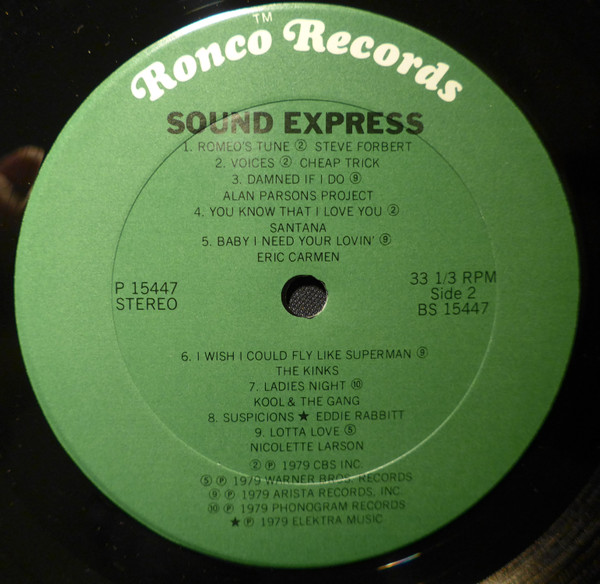 Ronco Records™
SOUND EXPRESS
1. ROMEO'S TUNE ② STEVE FORBERT
2. VOICES ② CHEAP TRICK
3. DAMNED IF I DO ⑨
ALAN PARSONS PROJECT
4. YOU KNOW THAT I LOVE YOU ②
SANTANA
5. BABY I NEED YOUR LOVIN' ⑨
ERIC CARMEN
P 15447
STEREO
33 1/3 RPM
Side 2
BS 15447
6. I WISH I COULD FLY LIKE SUPERMAN ⑨
THE KINKS
7. LADIES NIGHT ⑩
KOOL & THE GANG
8. SUSPICIONS ★ EDDIE RABBITT
9. LOTTA LOVE ⑤
NICOLETTE LARSON
② ℗ 1979 CBS INC.
⑤ ℗ 1979 WARNER BROS. RECORDS
⑨ ℗ 1979 ARISTA RECORDS, INC.
⑩ ℗ 1979 PHONOGRAM RECORDS
★ ℗ 1979 ELEKTRA MUSIC